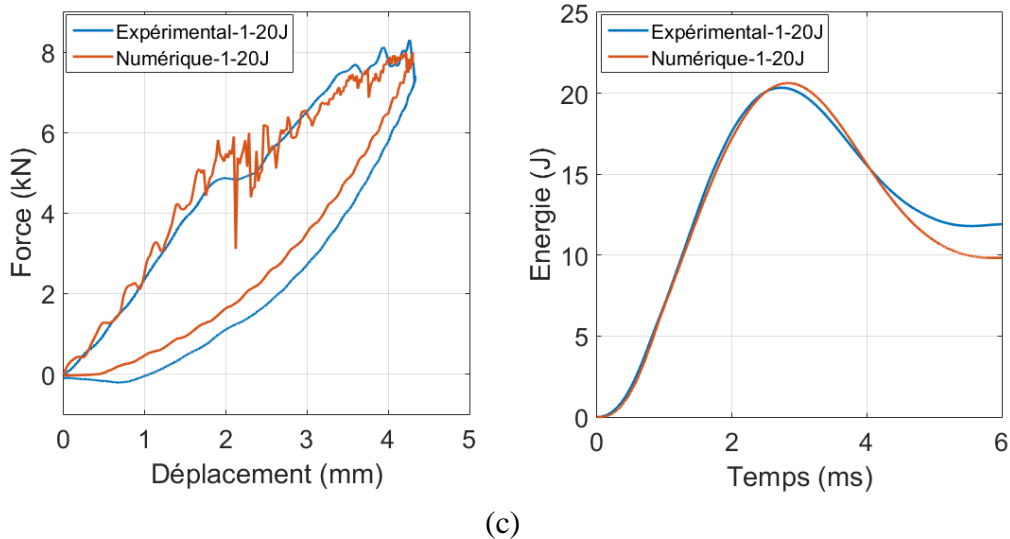 Expérimental-1-20J
Numérique-1-20J
8
6
4
2
0
0 1 2 3 4 5
Force (kN)
Déplacement (mm)
Expérimental-1-20J
Numérique-1-20J
25
20
15
10
5
0
0 2 4 6
Energie (J)
Temps (ms)
(c)